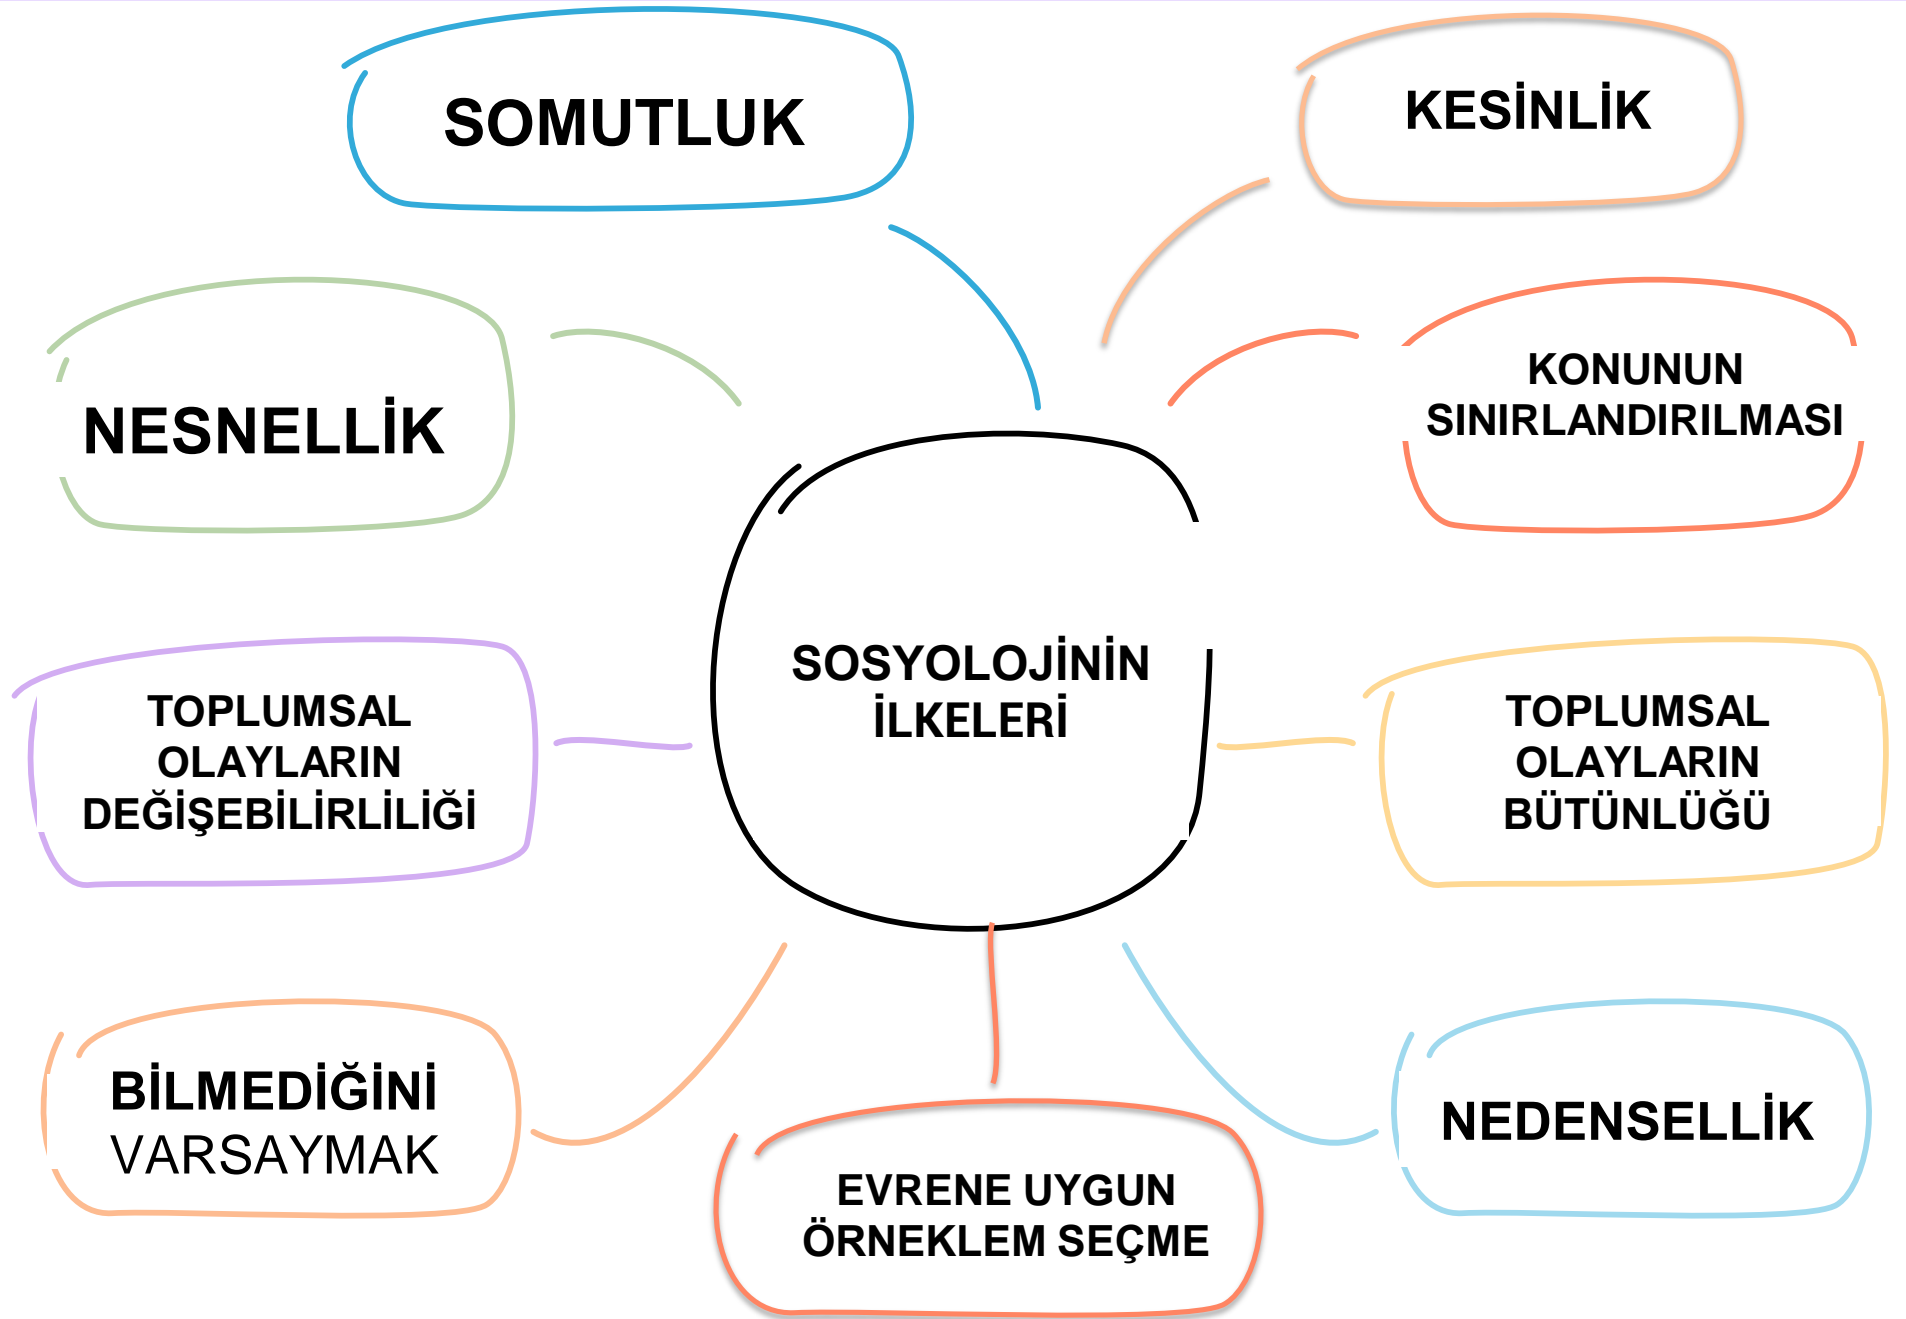 SOMUTLUK
KESİNLİK
NESNELLİK
KONUNUN
SINIRLANDIRILMASI
SOSYOLOJİNİN
İLKELERİ
TOPLUMSAL
OLAYLARIN
DEĞİŞEBİLİRLİLİĞİ
TOPLUMSAL
OLAYLARIN
BÜTÜNLÜĞÜ
BİLMEDİĞİNİ
VARSAYMAK
EVRENE UYGUN
ÖRNEKLEM SEÇME
NEDENSELLİK